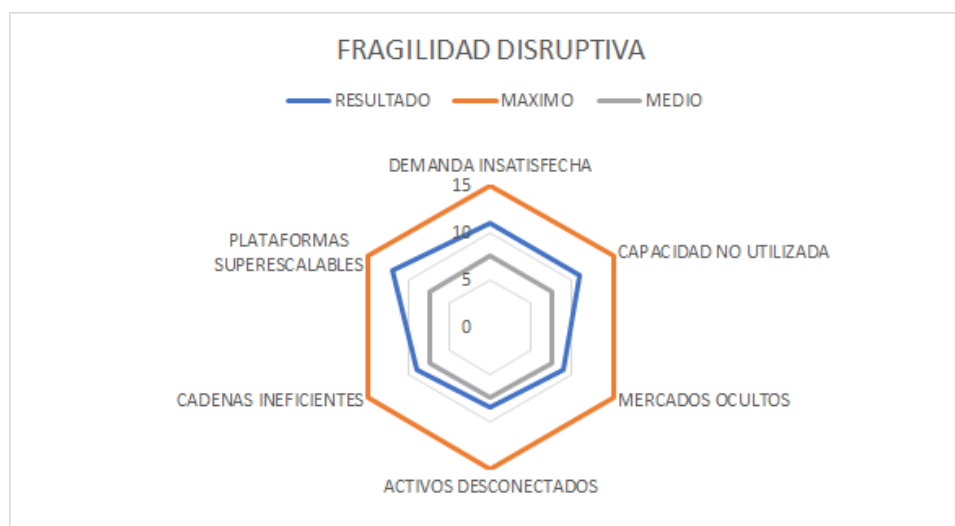 FRAGILIDAD DISRUPTIVA
RESULTADO MAXIMO MEDIO
DEMANDA INSATISFECHA
15
10
5
0
CAPACIDAD NO UTILIZADA
MERCADOS OCULTOS
ACTIVOS DESCONECTADOS
CADENAS INEFICIENTES
PLATAFORMAS
SUPERESCALABLES